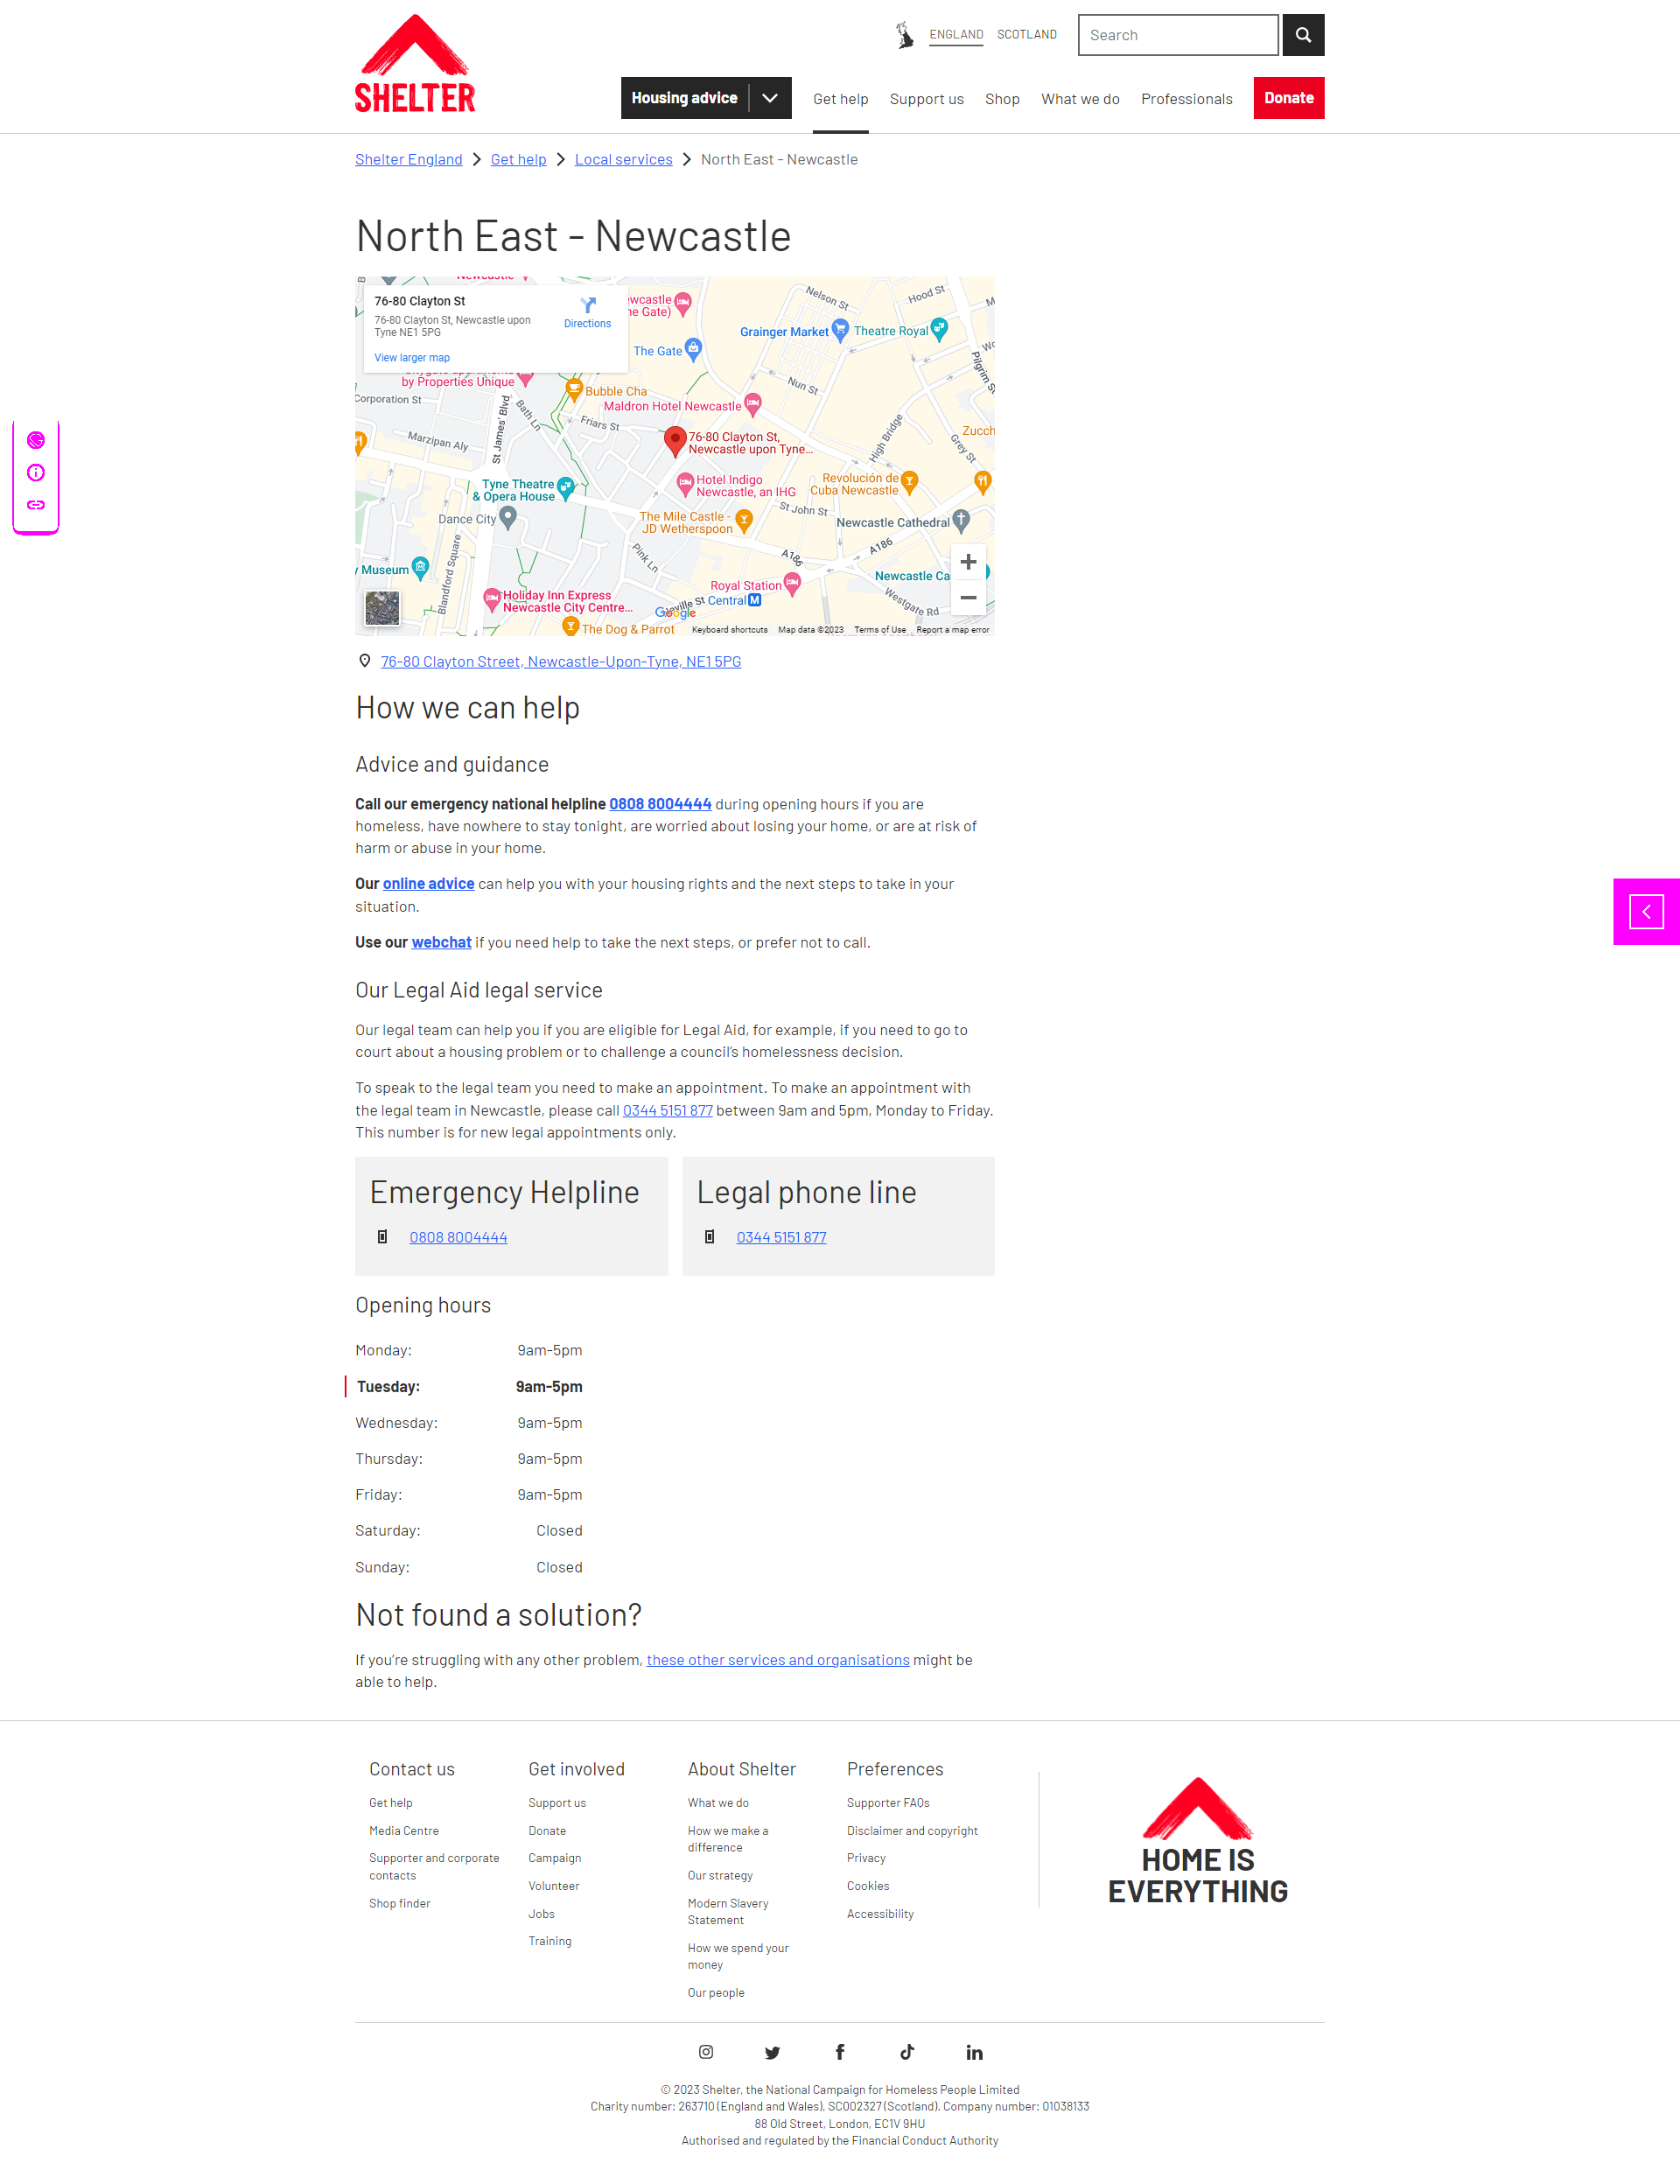 SHELTER
ENGLAND
SCOTLAND
Search
Housing advice
Get help
Support us
Shop
What we do
Professionals
Donate
Shelter England
Get help
Local services
North East - Newcastle
North East - Newcastle
76-80 Clayton St
76-80 Clayton St, Newcastle upon
Tyne NE1 5PG
Directions
View larger map
Nelson St
Hood St
Grainger Market
Theatre Royal
The Gate
Pilgrim S
by Properties Unique
Bubble Cha
Nun St
Corporation St
Maldron Hotel Newcastle
Bath Ln
Friars St
St James' Blvd
Marzipan Aly
High Bridge
Grey St
Zucch
76-80 Clayton St,
Newcastle upon Tyne...
Tyne Theatre
& Opera House
Hotel Indigo
Newcastle, an IHG
Revolución de
Cuba Newcastle
Dance City
The Mile Castle -
JD Wetherspoon
St John St
Newcastle Cathedral
Blandford Square
Pink Ln
A186
A186
Museum
Royal Station
Newcastle Ca
Holiday Inn Express
Newcastle City Centre...
Central
M
Westgate Rd
The Dog & Parrot
Google
Keyboard shortcuts
Map data ©2023
Terms of Use
Report a map error
76-80 Clayton Street, Newcastle-Upon-Tyne, NE1 5PG
How we can help
Advice and guidance
Call our emergency national helpline 0808 8004444 during opening hours if you are
homeless, have nowhere to stay tonight, are worried about losing your home, or are at risk of
harm or abuse in your home.
Our online advice can help you with your housing rights and the next steps to take in your
situation.
Use our webchat if you need help to take the next steps, or prefer not to call.
Our Legal Aid legal service
Our legal team can help you if you are eligible for Legal Aid, for example, if you need to go to
court about a housing problem or to challenge a council's homelessness decision.
To speak to the legal team you need to make an appointment. To make an appointment with
the legal team in Newcastle, please call 0344 5151 877 between 9am and 5pm, Monday to Friday.
This number is for new legal appointments only.
Emergency Helpline
0808 8004444
Legal phone line
0344 5151 877
Opening hours
Monday: 9am-5pm
Tuesday: 9am-5pm
Wednesday: 9am-5pm
Thursday: 9am-5pm
Friday: 9am-5pm
Saturday: Closed
Sunday: Closed
Not found a solution?
If you're struggling with any other problem, these other services and organisations might be
able to help.
Contact us
Get help
Media Centre
Supporter and corporate
contacts
Shop finder
Get involved
Support us
Donate
Campaign
Volunteer
Jobs
Training
About Shelter
What we do
How we make a
difference
Our strategy
Modern Slavery
Statement
How we spend your
money
Our people
Preferences
Supporter FAQs
Disclaimer and copyright
Privacy
Cookies
Accessibility
HOME IS
EVERYTHING
© 2023 Shelter, the National Campaign for Homeless People Limited
Charity number: 263710 (England and Wales), SC002327 (Scotland). Company number: 01038133
88 Old Street, London, EC1V 9HU
Authorised and regulated by the Financial Conduct Authority